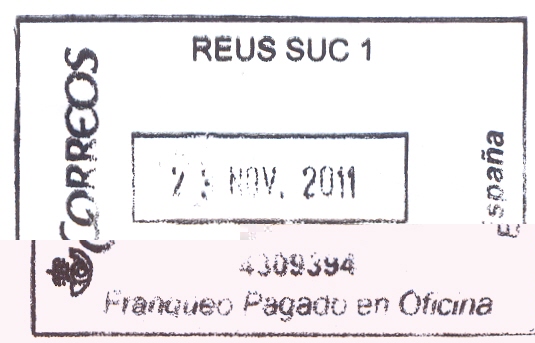 REUS SUC 1
CORREOS
NOV. 2011
España
4309394
Franqueo Pagado en Oficina